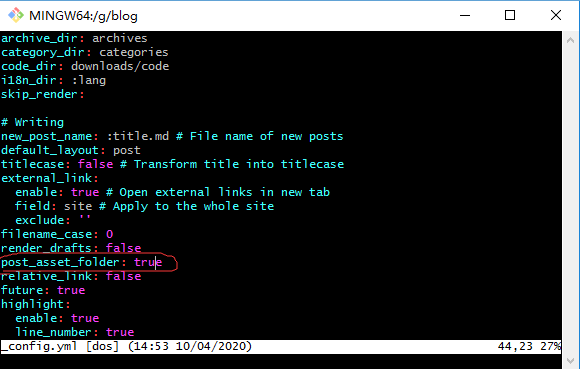 MINGW64:/g/blog
archive_dir: archives
category_dir: categories
code_dir: downloads/code
i18n_dir: :lang
skip_render:
# Writing
new_post_name: :title.md # File name of new posts
default_layout: post
titlecase: false # Transform title into titlecase
external_link:
  enable: true # Open external links in new tab
  field: site # Apply to the whole site
  exclude: ''
filename_case: 0
render_drafts: false
post_asset_folder: true
relative_link: false
future: true
highlight:
  enable: true
  line_number: true
_config.yml [dos] (14:53 10/04/2020) 44,23 27%